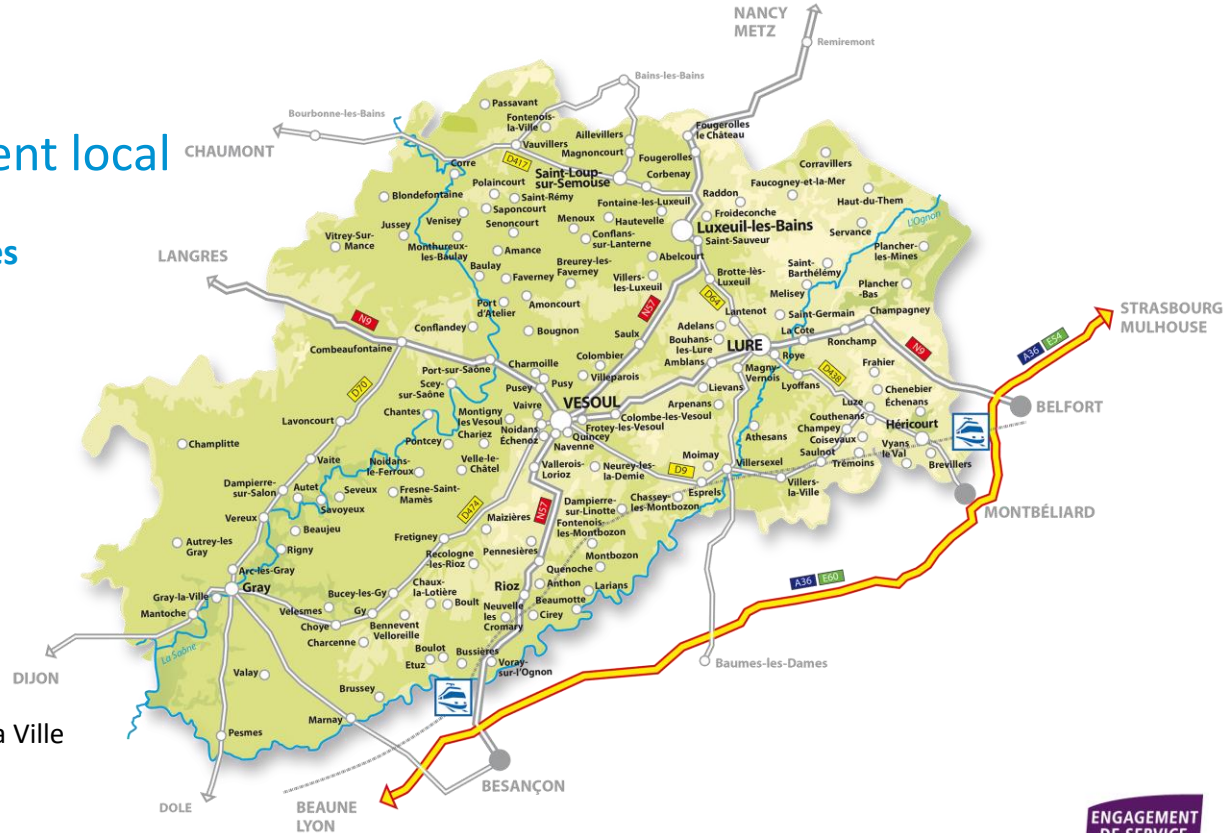 NANCY
METZ
Remiremont
Bains-les-Bains
Passavant
Bourbonne-les-Bains
Fontenois-
la-Ville
Aillevillers
Fougerolles
le Château
ent local
CHAUMONT
Vauvillers
Magnoncourt
Fougerolles
Corravillers
D417
Corre
Saint-Loup-
sur-Semouse
Corbenay
Polaincourt
Raddon
Faucogney-et-la-Mer
Blondefontaine
Saint-Rémy
Fontaine-les-Luxeuil
Haut-du-Them
Saponcourt
Froideconche
L'Ognon
Jussey
Venisey
Senoncourt
Menoux
Hautevelle
Luxeuil-les-Bains
Servance
es
Vitrey-Sur-
Mance
Conflans-
sur-Lanterne
Saint-Sauveur
Monthureux-
les-Baulay
Amance
Plancher-
les-Mines
LANGRES
Abelcourt
Saint-
Barthélémy
Baulay
Breurey-les-
Faverney
Faverney
Villers-
les-Luxeuil
Brotte-lès-
Luxeuil
Plancher
-Bas
Melisey
Port
d'Atelier
Amoncourt
D64
STRASBOURG
MULHOUSE
N57
Lantenot
Saint-Germain
Champagney
N9
Conflandey
Bougnon
Saulx
Adelans
La Côte
Combeaufontaine
Bouhans-
les-Lure
LURE
Ronchamp
N9
A36
E54
Colombier
Amblans
Roye
Frahier
Charmoille
Port-sur-Saône
Villeparois
Magny-
Vernois
D438
Pusey
Pusy
Lyoffans
Scey-
sur-Saône
Lievans
Chenebier
D70
VESOUL
Échenans
Vaivre
Arpenans
Luze
BELFORT
Chantes
Montigny
les Vesoul
Colombe-les-Vesoul
Couthenans
Lavoncourt
Noidans
Frotey-les-Vesoul
Champey
Héricourt
Échenoz
Quincey
Athesans
Coisevaux
Champlitte
Pontcey
Chariez
Navenne
Vyans
le Val
Saulnot
Moimay
Vaite
Noidans-
le-Ferroux
Velle-le-
Châtel
Vallerois-
Lorioz
Neurey-les-
la-Demie
D9
Villersexel
Trémoins
Brevillers
Dampierre-
sur-Salon
Autet
Seveux
Fresne-Saint-
Mamès
Esprels
Villers-
la-Ville
Savoyeux
Dampierre-
sur-Linotte
Chassey-
les-Montbozon
Vereux
D474
Maizières
N57
MONTBÉLIARD
Beaujeu
Fontenois-
les-Montbozon
Autrey-les
Gray
Fretigney
Rigny
Recologne
-les-Rioz
Pennesières
Montbozon
Arc-les-Gray
Quenoche
Gray
Chaux-
la-Lotière
Rioz
Anthon
Larians
A36
E60
Gray-la-Ville
Bucey-les-Gy
Boult
Beaumotte
Mantoche
Velesmes
Gy
Neuvelle
les
Cromary
Cirey
Choye
Bennevent
Velloreille
Charcenne
La Saône
Boulot
Bussières
Etuz
Voray-
sur-l'Ognon
Baumes-les-Dames
DIJON
Valay
Brussey
Marnay
a Ville
Pesmes
BESANÇON
DOLE
BEAUNE
LYON
ENGAGEMENT
DE SERVICE